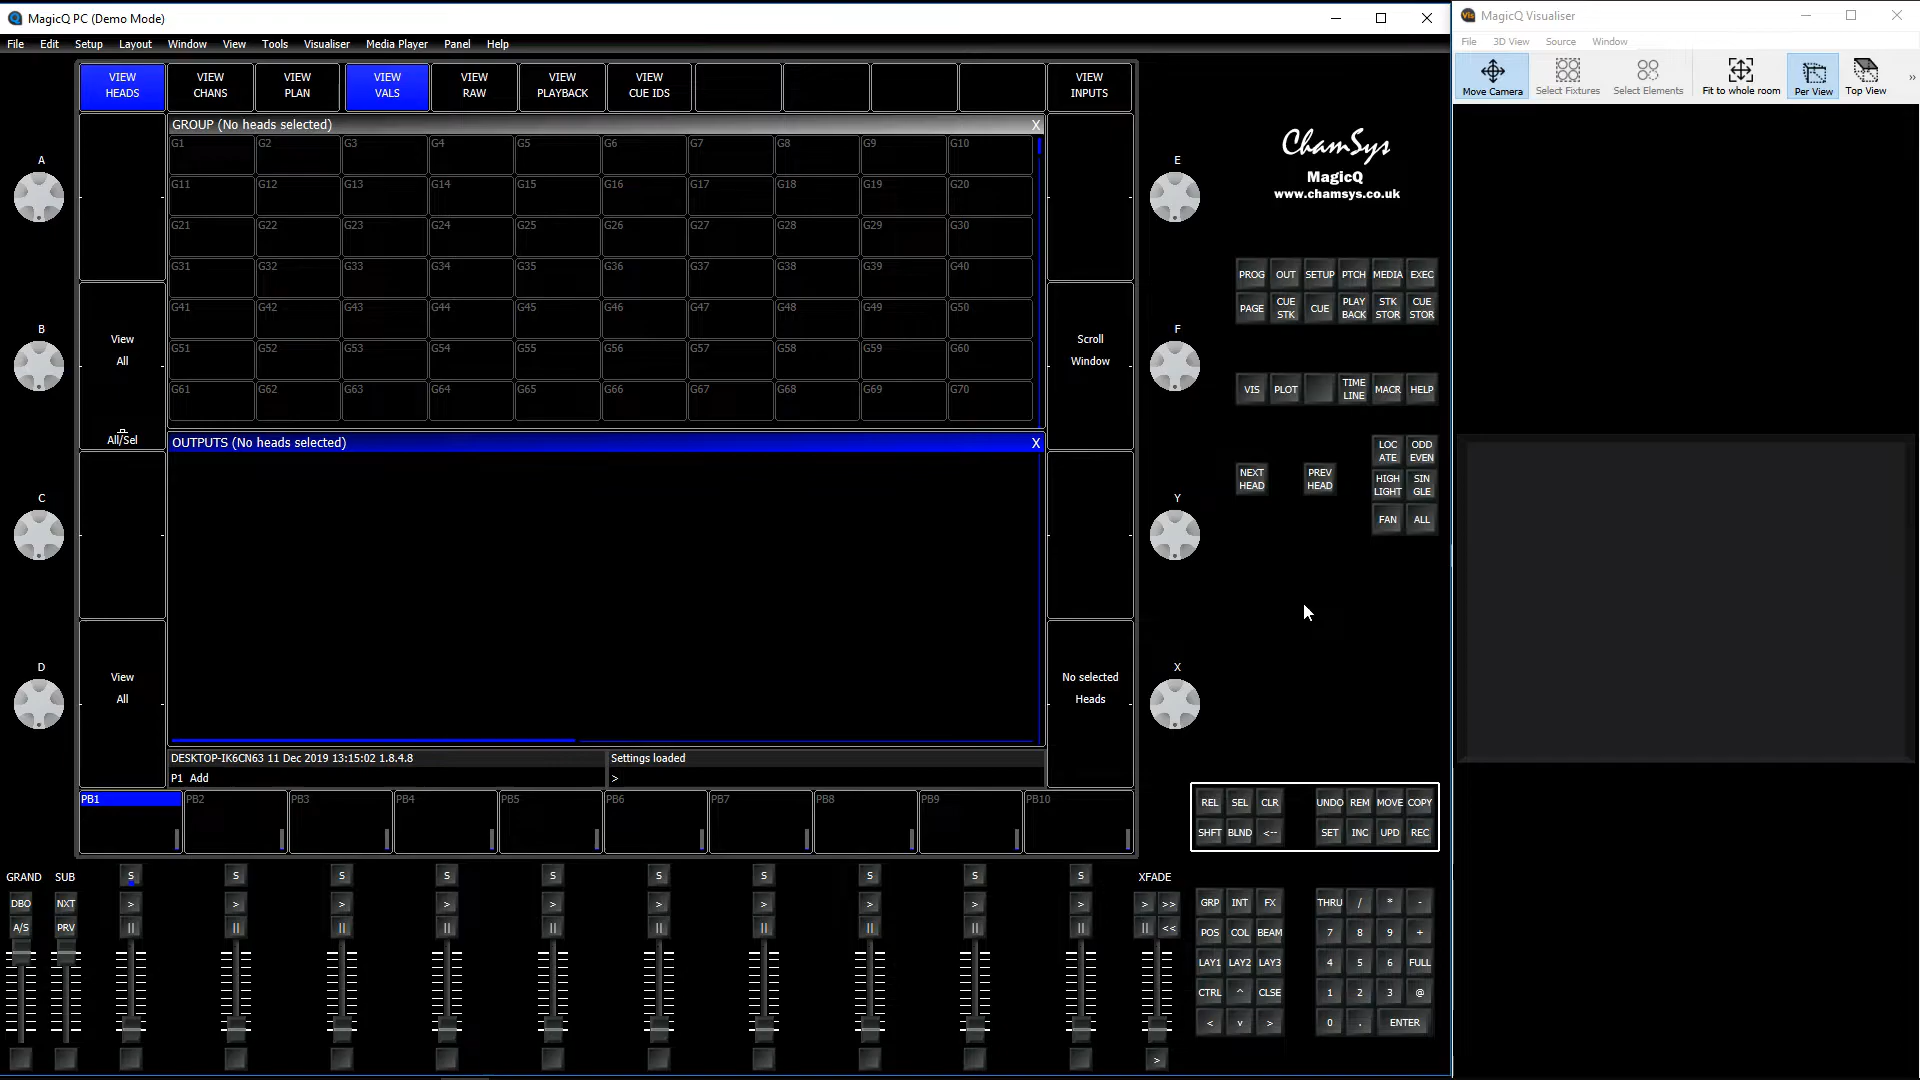 MagicQ PC (Demo Mode)
File Edit Setup Layout Window View Tools Visualiser Media Player Panel Help
VIEW HEADS
VIEW CHANS
VIEW PLAN
VIEW VALS
VIEW RAW
VIEW PLAYBACK
VIEW CUE IDS
VIEW INPUTS
GROUP (No heads selected) X
G1 G2 G3 G4 G5 G6 G7 G8 G9 G10
G11 G12 G13 G14 G15 G16 G17 G18 G19 G20
G21 G22 G23 G24 G25 G26 G27 G28 G29 G30
G31 G32 G33 G34 G35 G36 G37 G38 G39 G40
G41 G42 G43 G44 G45 G46 G47 G48 G49 G50
G51 G52 G53 G54 G55 G56 G57 G58 G59 G60
G61 G62 G63 G64 G65 G66 G67 G68 G69 G70
A
B
C
D
View
All
All/Sel
View
All
OUTPUTS (No heads selected) X
Scroll
Window
No selected
Heads
E
F
Y
X
DESKTOP-IK6CN63 11 Dec 2019 13:15:02 1.8.4.8
Settings loaded
P1 Add
>
PB1 PB2 PB3 PB4 PB5 PB6 PB7 PB8 PB9 PB10
GRAND SUB
DBO NXT
A/S PRV
S S S S S S S S S S
> > > > > > > > > >
|| || || || || || || || || ||
XFADE
> >>
|| <<
>
ChamSys
MagicQ
www.chamsys.co.uk
PROG OUT SETUP PTCH MEDIA EXEC
PAGE CUE STK CUE PLAY BACK STK STOR CUE STOR
VIS PLOT TIME LINE MACR HELP
NEXT HEAD PREV HEAD
LOC ATE ODD EVEN
HIGH LIGHT SIN GLE
FAN ALL
REL SEL CLR UNDO REM MOVE COPY
SHFT BLND <-- SET INC UPD REC
GRP INT FX THRU / * -
POS COL BEAM 7 8 9 +
LAY1 LAY2 LAY3 4 5 6 FULL
CTRL ^ CLSE 1 2 3 @
< v > 0 . ENTER
Vis MagicQ Visualiser
File 3D View Source Window
Move Camera Select Fixtures Select Elements Fit to whole room Per View Top View »